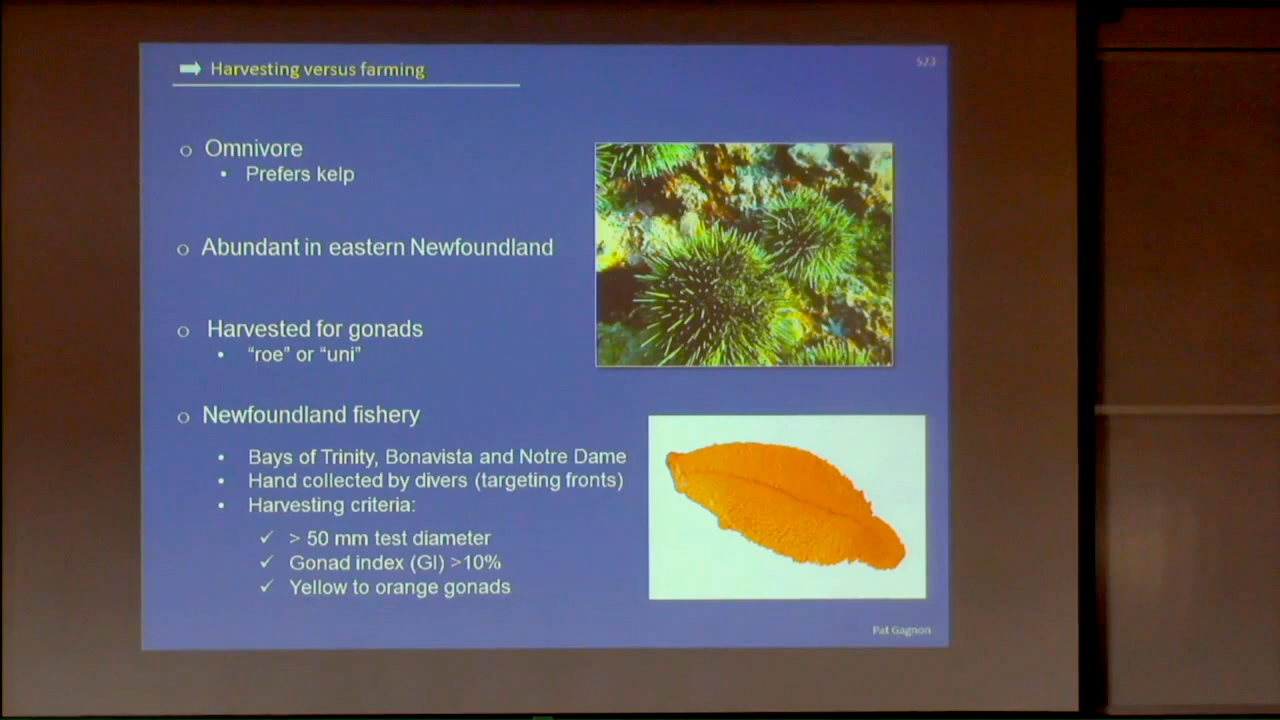 Harvesting versus farming
S23
o Omnivore
• Prefers kelp
o Abundant in eastern Newfoundland
o Harvested for gonads
• “roe” or “uni”
o Newfoundland fishery
• Bays of Trinity, Bonavista and Notre Dame
• Hand collected by divers (targeting fronts)
• Harvesting criteria:
✓ > 50 mm test diameter
✓ Gonad index (GI) >10%
✓ Yellow to orange gonads
Pat Gagnon